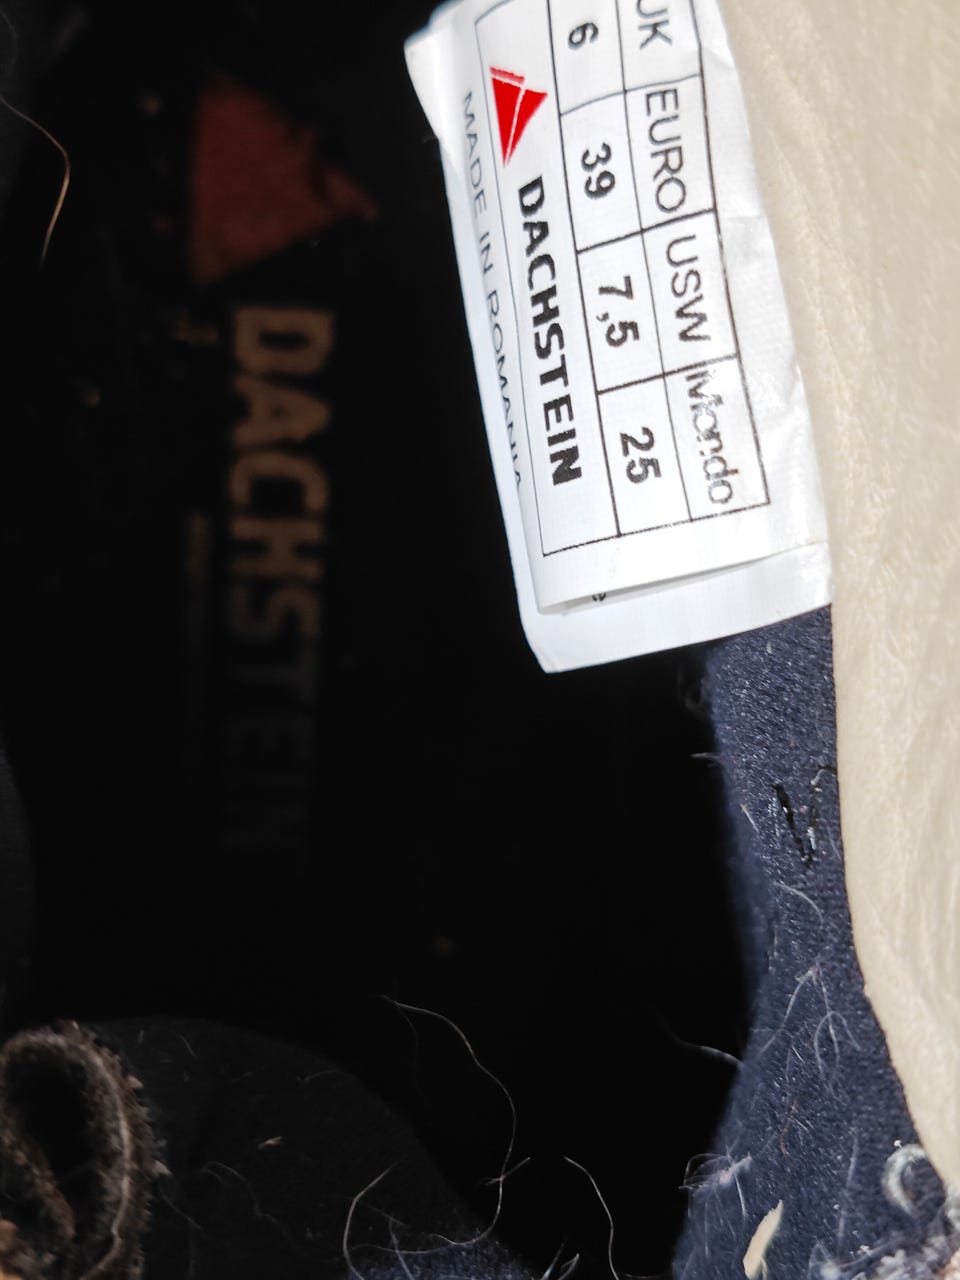 UK EURO USW Mondo
6 39 7,5 25
DACHSTEIN
MADE IN ROMANIA
DACHSTEIN